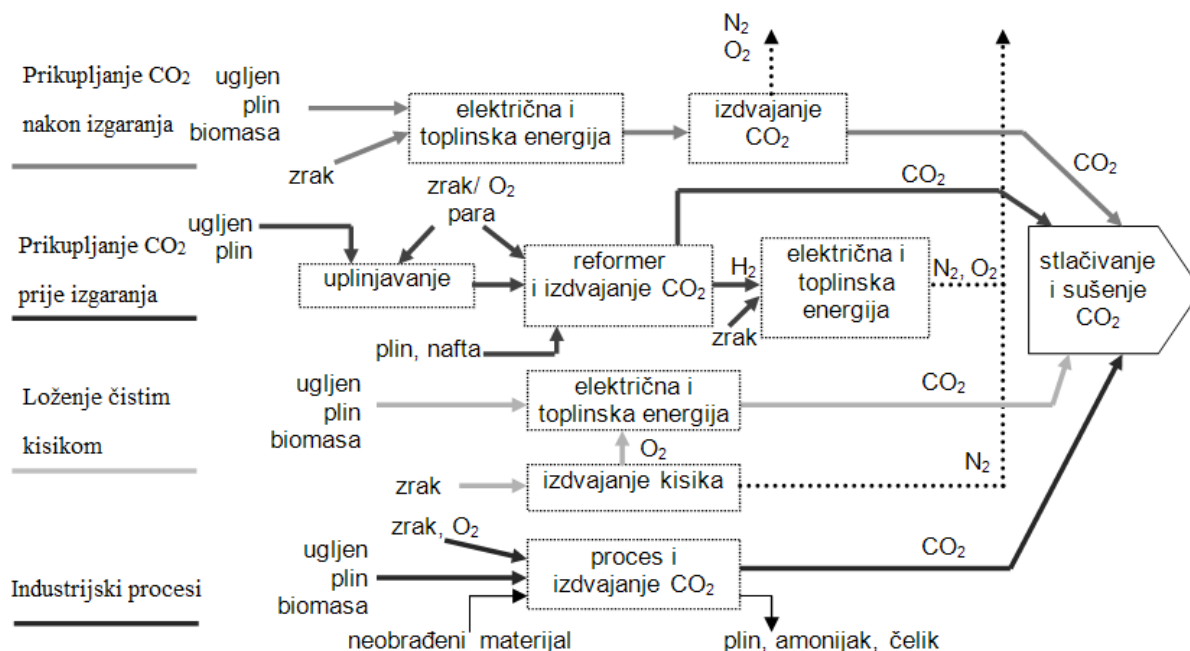 N₂
O₂
Prikupljanje CO₂
nakon izgaranja
ugljen
plin
biomasa
zrak
električna i
toplinska energija
izdvajanje
CO₂
CO₂
Prikupljanje CO₂
prije izgaranja
ugljen
plin
zrak/ O₂
para
uplinjavanje
plin, nafta
reformer
i izdvajanje CO₂
CO₂
H₂
zrak
električna i
toplinska
energija
N₂, O₂
stlačivanje
i sušenje
CO₂
Loženje čistim
kisikom
ugljen
plin
biomasa
električna i
toplinska energija
CO₂
O₂
zrak
izdvajanje kisika
N₂
Industrijski procesi
zrak, O₂
ugljen
plin
biomasa
neobrađeni materijal
proces i
izdvajanje CO₂
CO₂
plin, amonijak, čelik